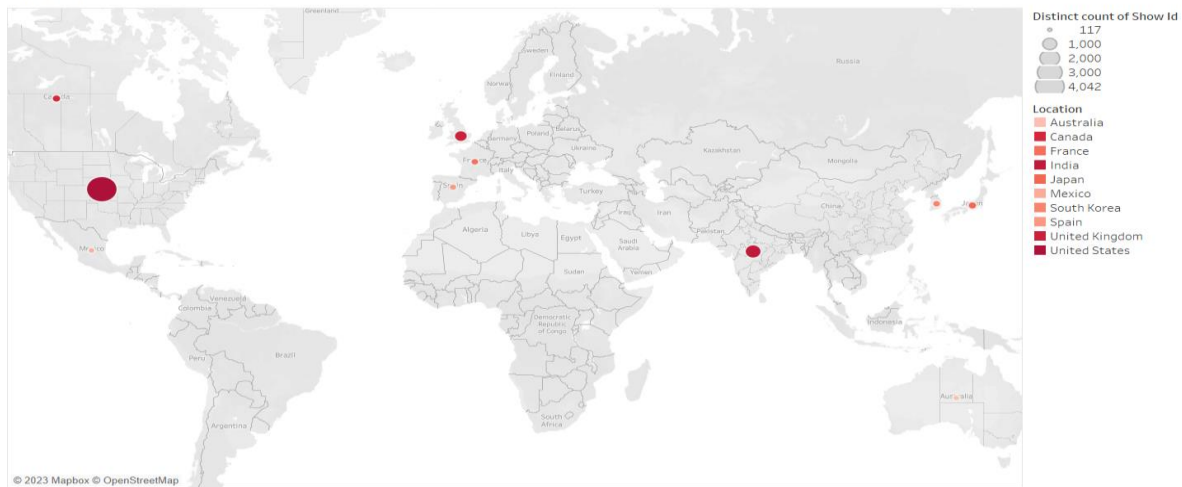 Greenland
Sweden
Russia
Finland
Norway
Canada
Poland
Belarus
Germany
Ukraine
Kazakhstan
France
Mongolia
Italy
Spain
Turkey
Japan
China
Iraq
Iran
Algeria
Libya
Egypt
Pakistan
Saudi
Arabia
Mexico
Sudan
Yemen
Venezuela
Colombia
Democratic
Republic
of Congo
Indonesia
Peru
Brazil
Australia
South
Africa
Argentina
© 2023 Mapbox © OpenStreetMap
Distinct count of Show Id
117
1,000
2,000
3,000
4,042
Location
Australia
Canada
France
India
Japan
Mexico
South Korea
Spain
United Kingdom
United States